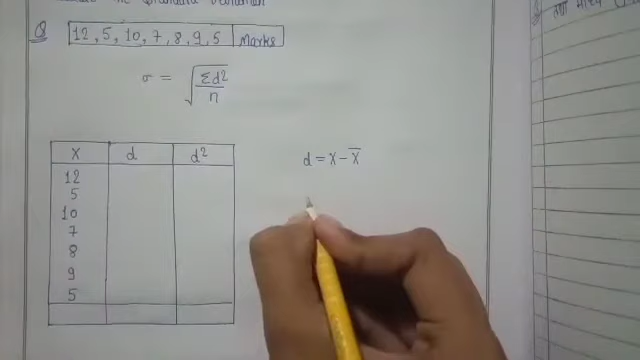 Q 12, 5, 10, 7, 8, 9, 5 Marks
σ = √(Σd²/n)
x d d²
d = x − x̄
12
5
10
7
8
9
5